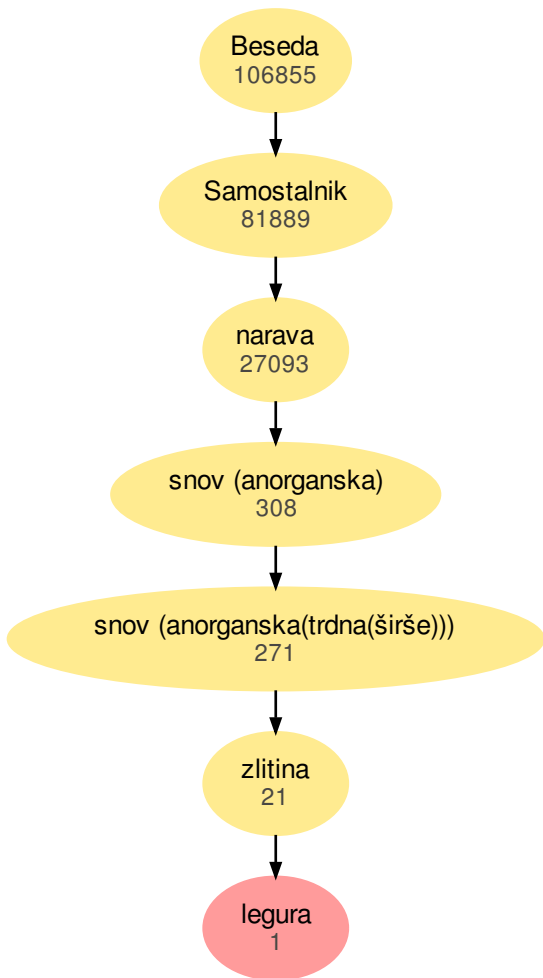 Beseda
106855
Samostalnik
81889
narava
27093
snov (anorganska)
308
snov (anorganska(trdna(širše)))
271
zlitina
21
legura
1